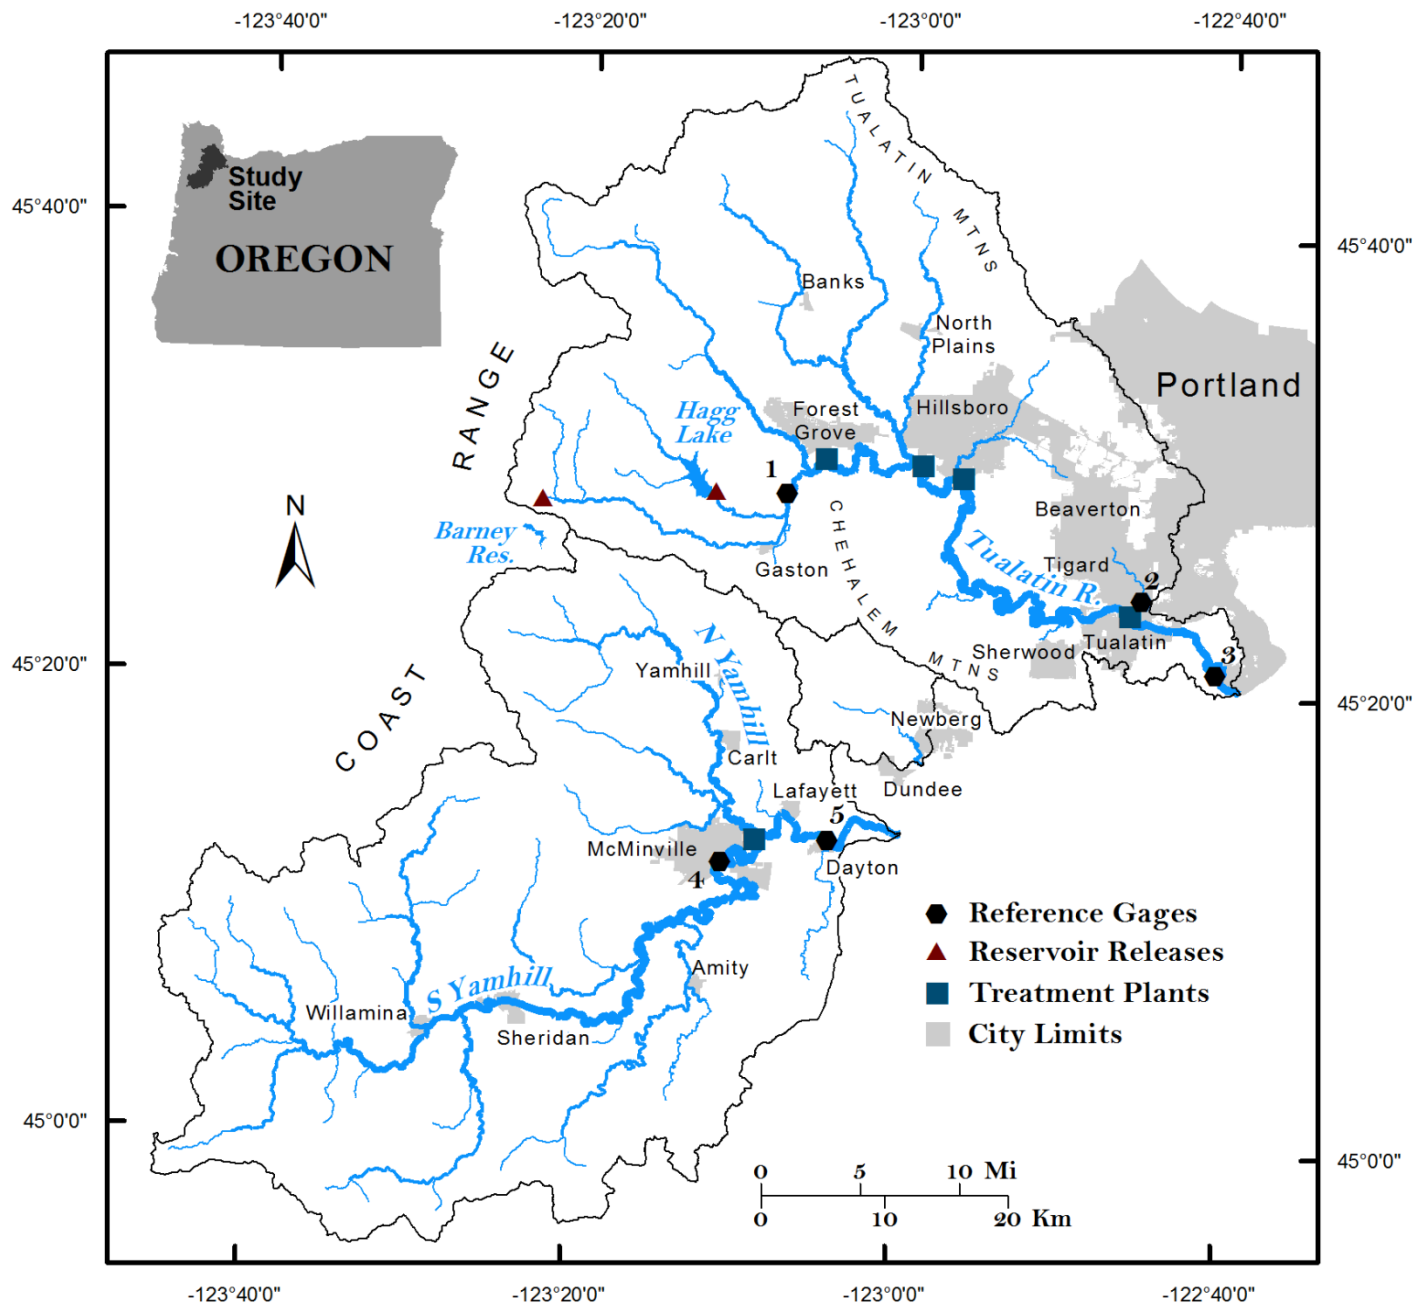 -123°40'0"
-123°20'0"
-123°0'0"
-122°40'0"
TUALATIN MTNS
45°40'0"
45°40'0"
Study
Site
OREGON
Banks
North
Plains
RANGE
Portland
Hagg
Lake
Forest
Grove
Hillsboro
1
N
Barney
Res.
Beaverton
CHEHALEM MTNS
Tualatin R.
Tigard
Gaston
2
45°20'0"
N Yamhill
Yamhill
Sherwood
Tualatin
3
COAST
45°20'0"
Newberg
Carlt
Lafayett
Dundee
5
McMinville
4
Dayton
Reference Gages
Reservoir Releases
Amity
S Yamhill
Treatment Plants
Willamina
Sheridan
City Limits
45°0'0"
45°0'0"
0 5 10 Mi
0 10 20 Km
-123°40'0"
-123°20'0"
-123°0'0"
-122°40'0"